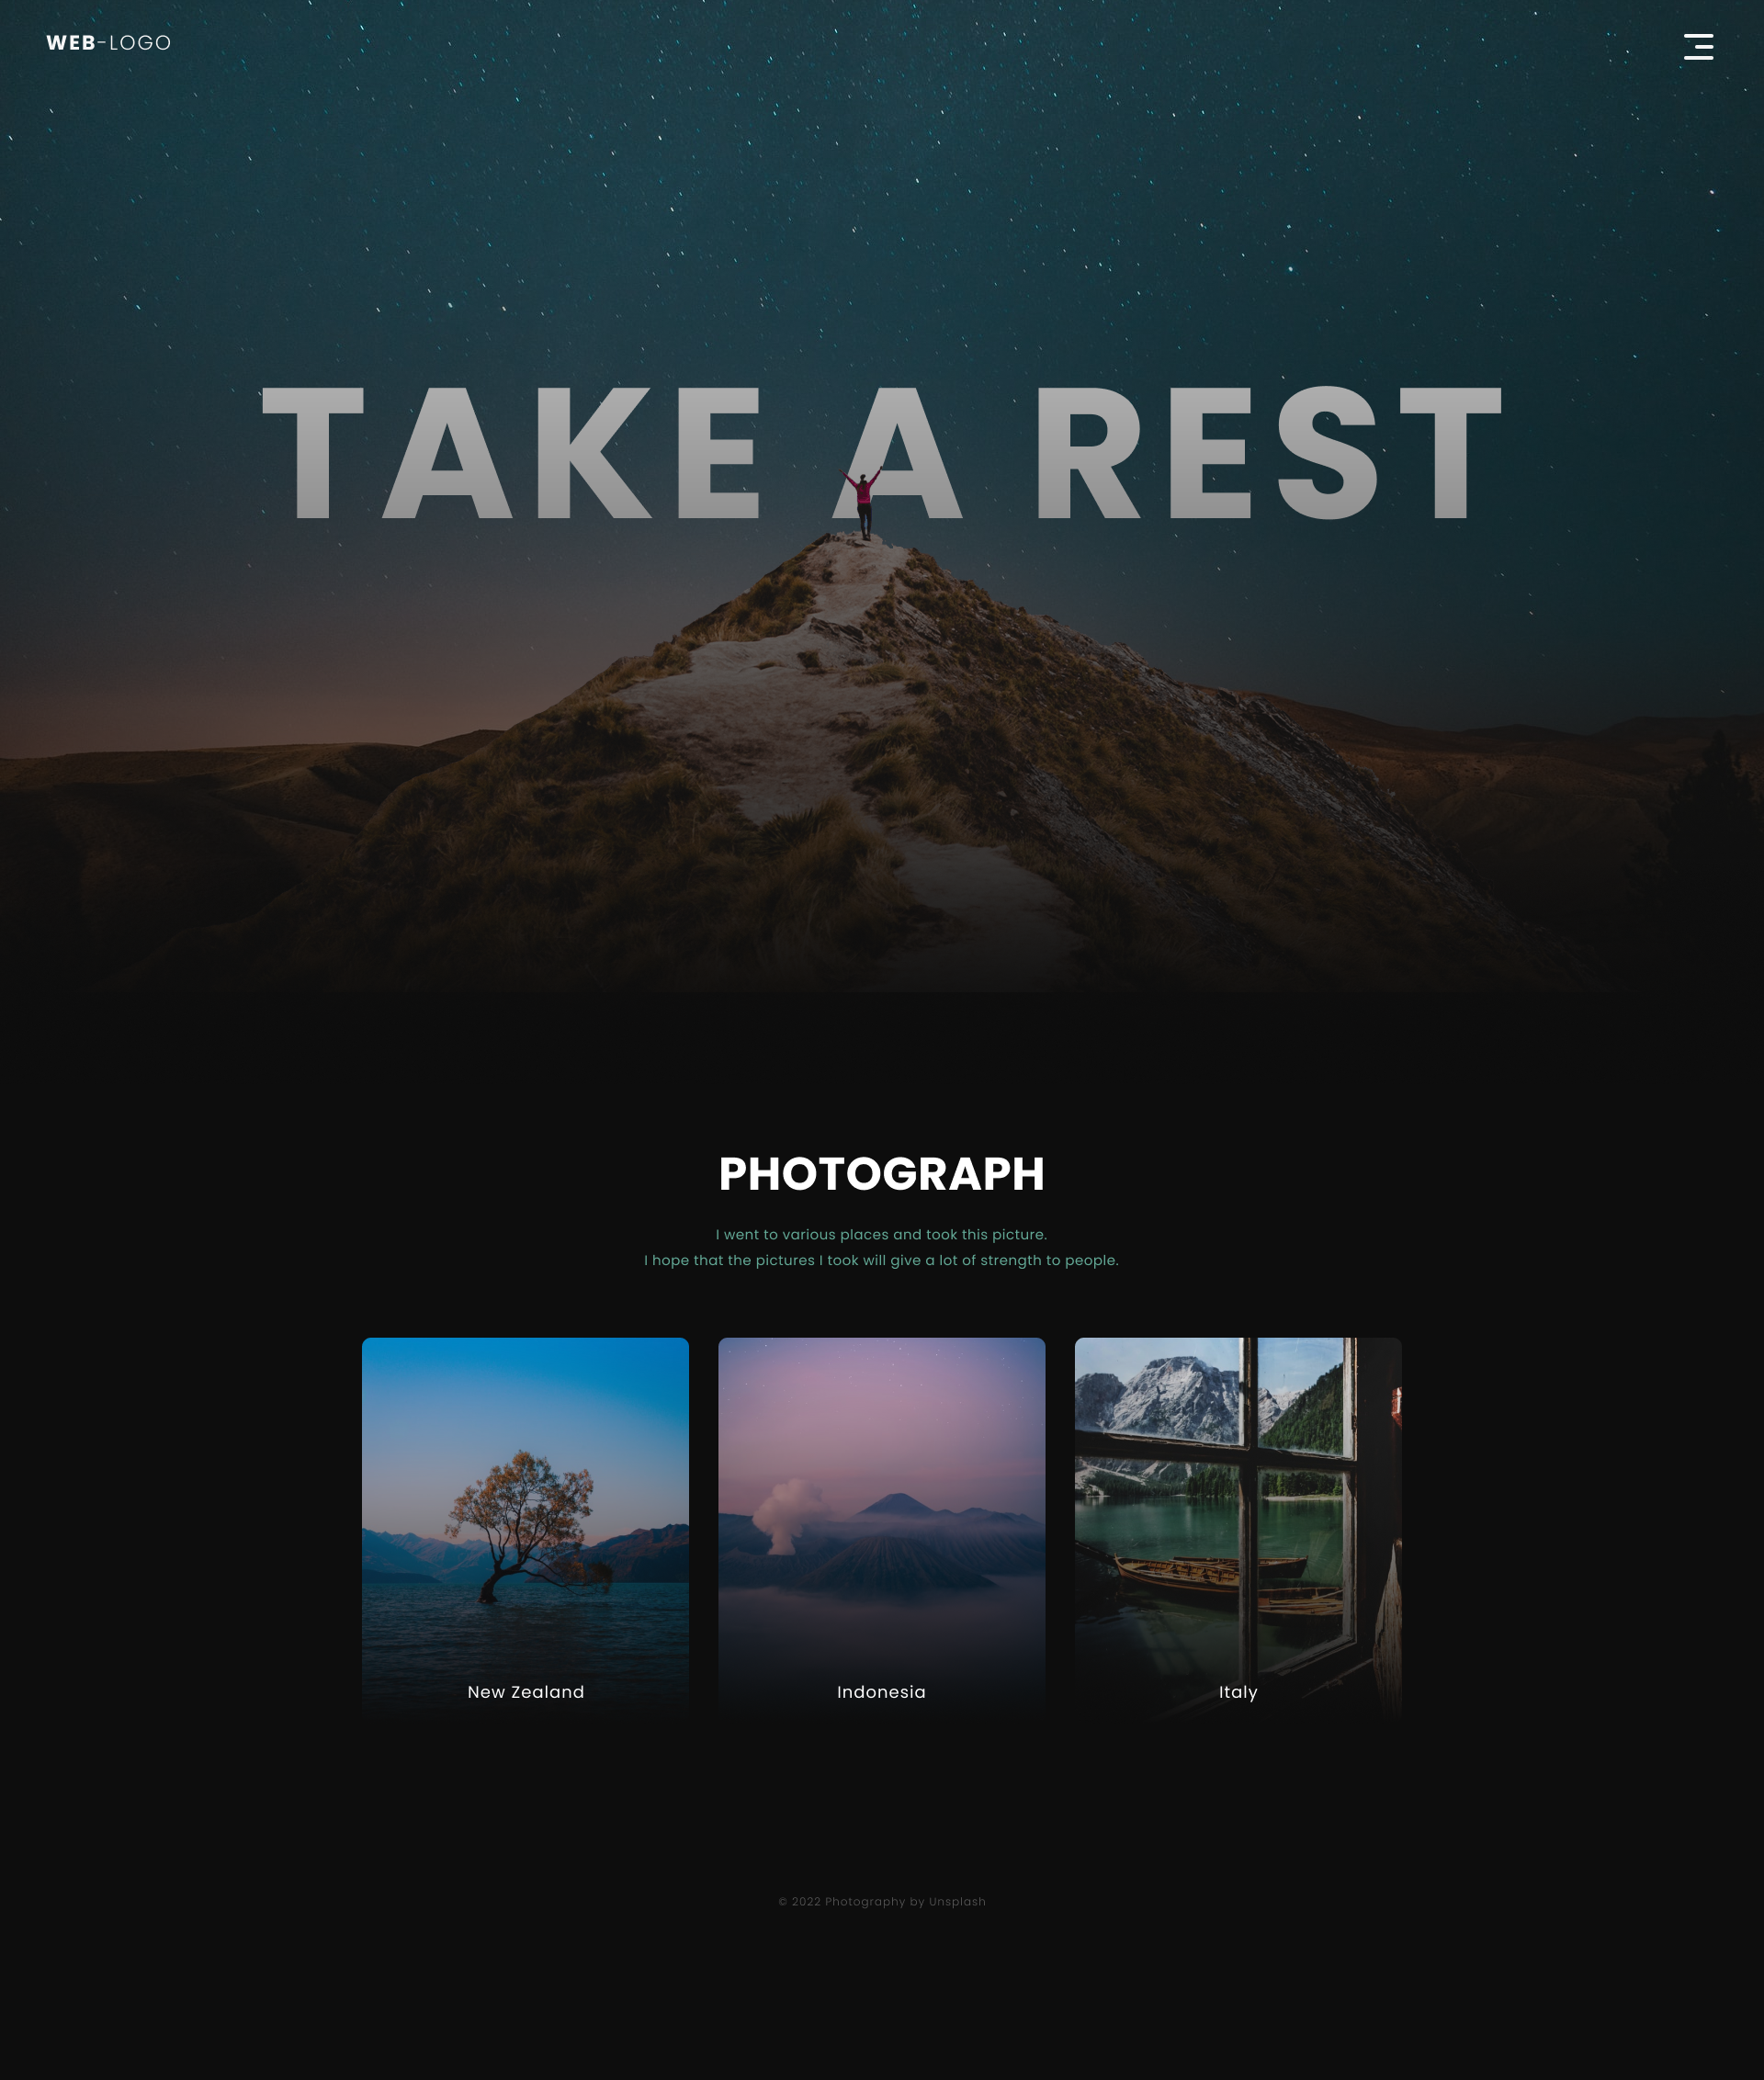 WEB-LOGO
TAKE A REST
PHOTOGRAPH
I went to various places and took this picture.
I hope that the pictures I took will give a lot of strength to people.
New Zealand
Indonesia
Italy
© 2022 Photography by Unsplash